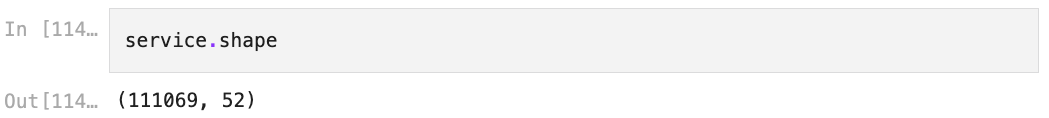 In [114…
service.shape
Out[114…
(111069, 52)